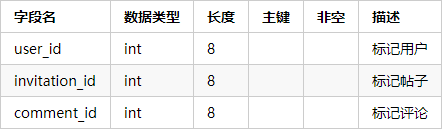 字段名 数据类型 长度 主键 非空 描述
user_id int 8 标记用户
invitation_id int 8 标记帖子
comment_id int 8 标记评论